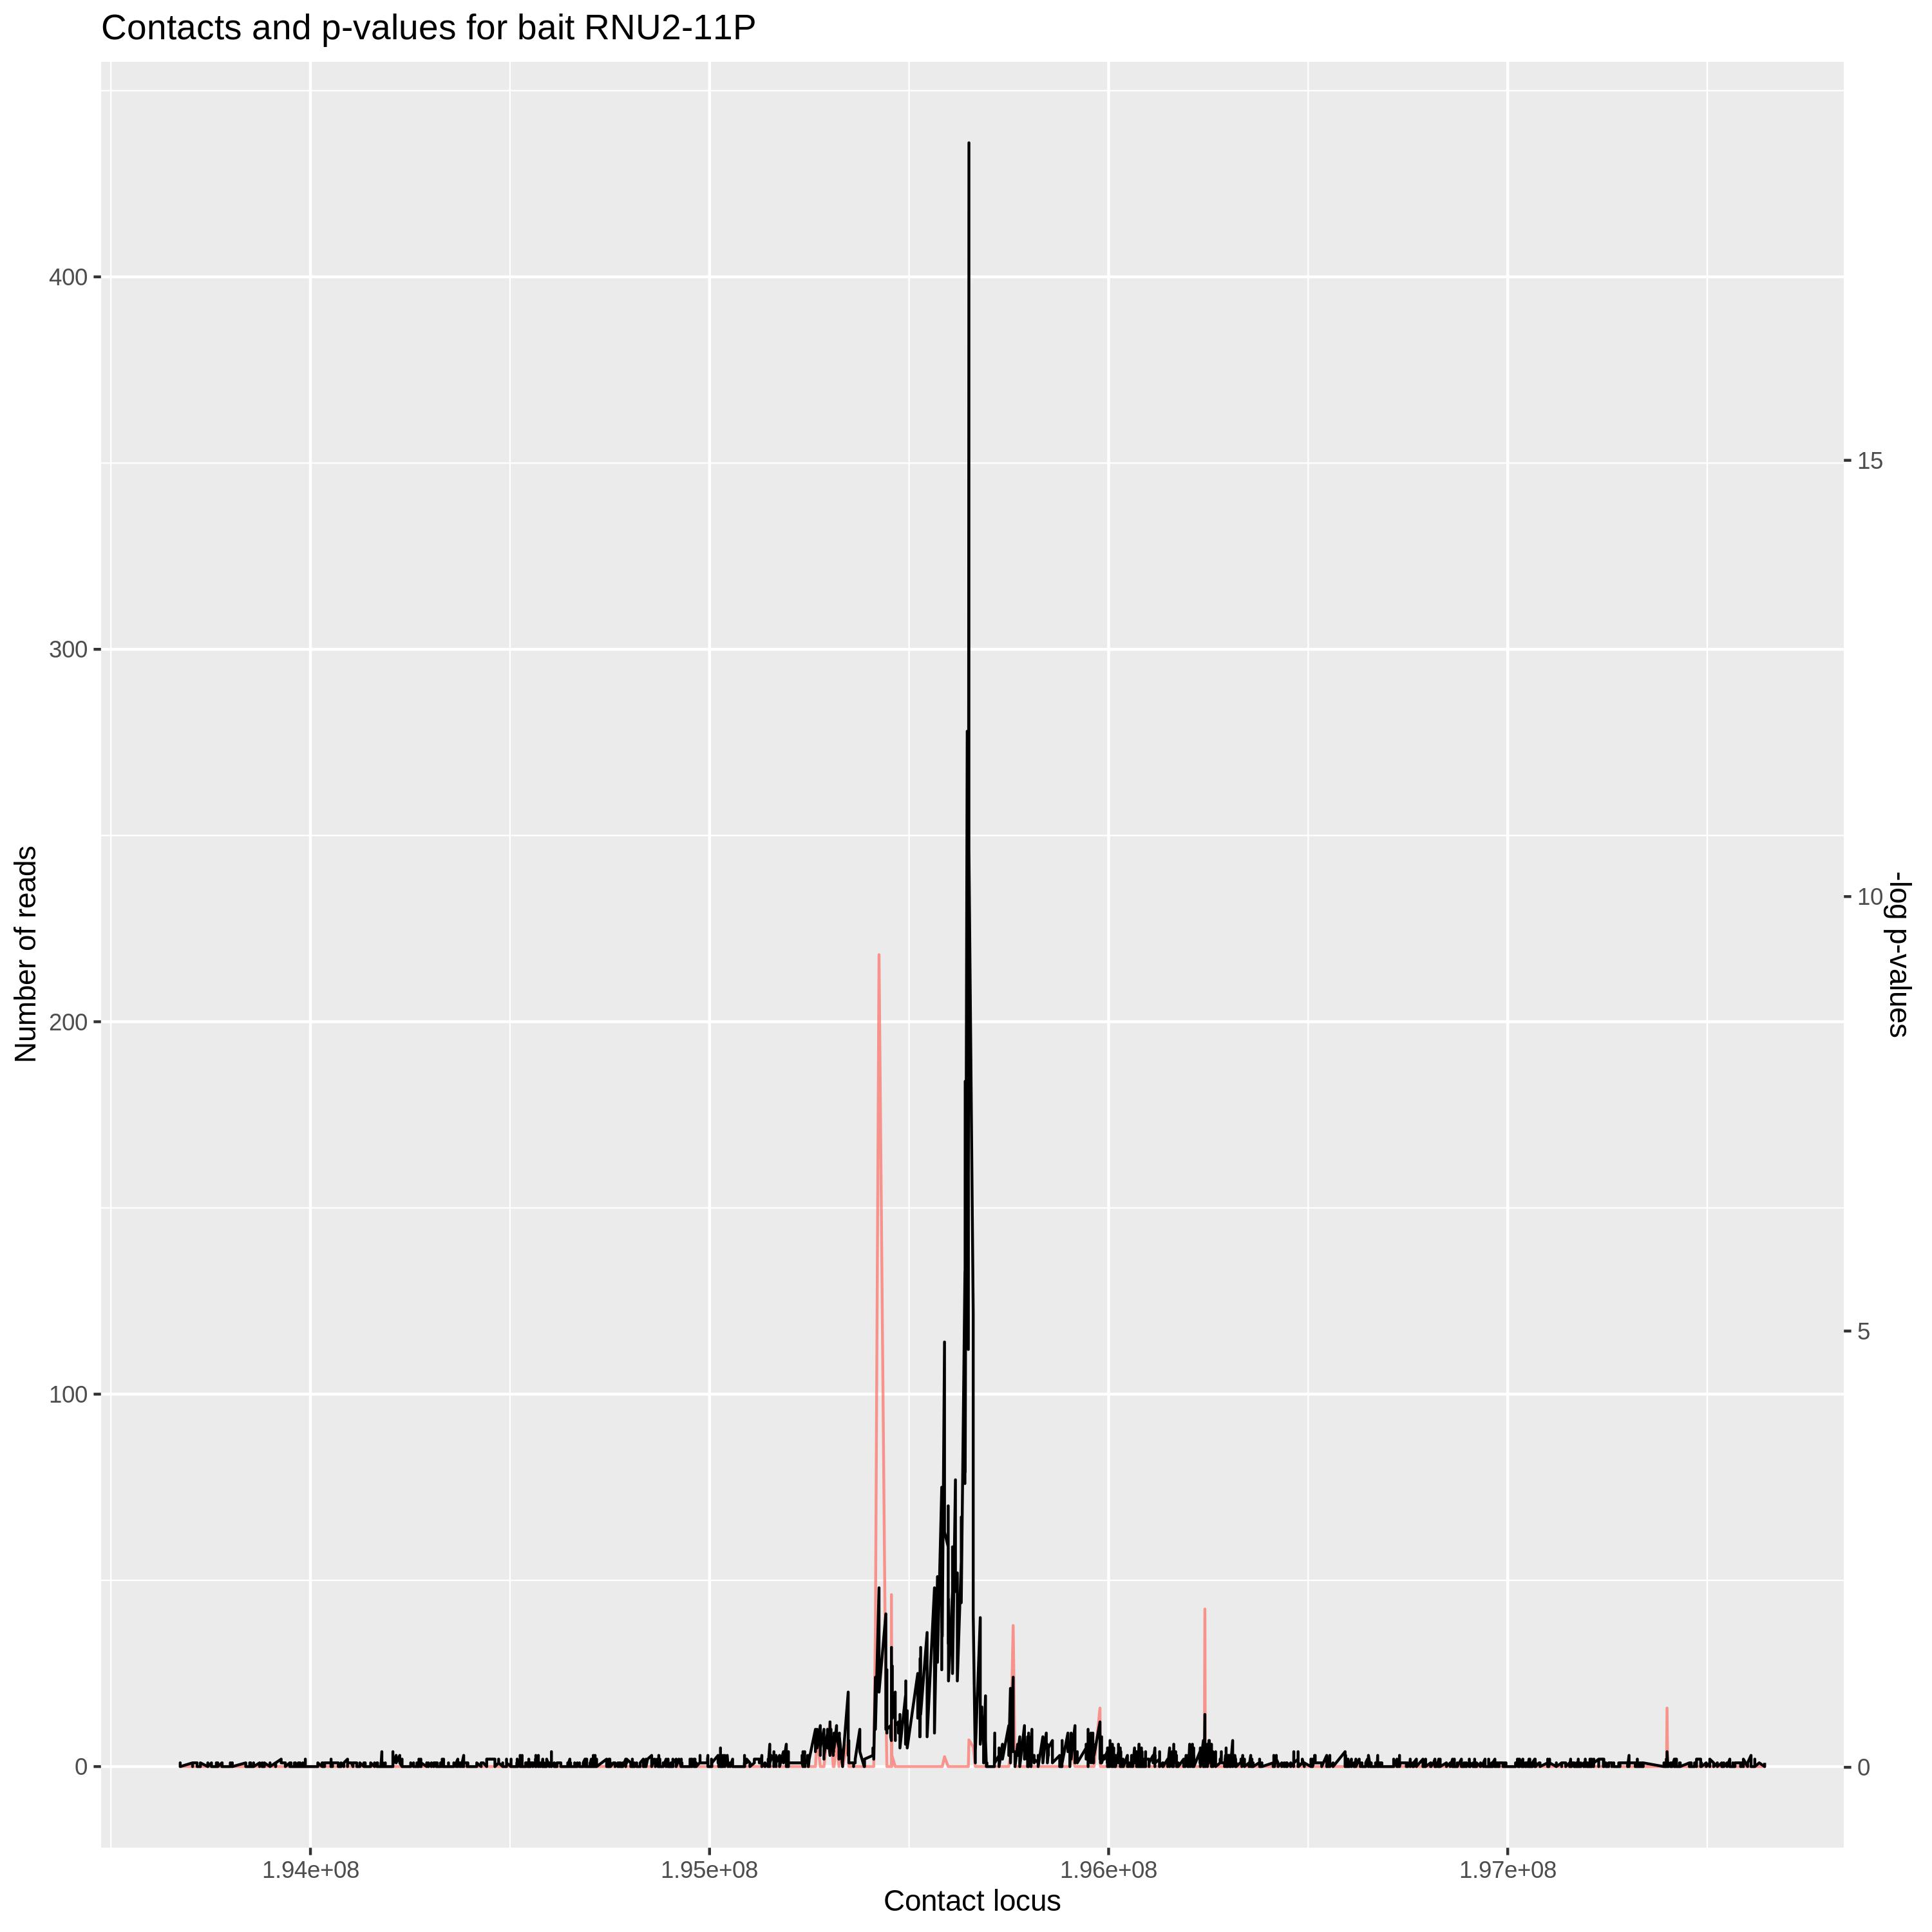 Contacts and p-values for bait RNU2-11P
Number of reads
400
300
200
100
0
15
10
5
0
-log p-values
1.94e+08
1.95e+08
1.96e+08
1.97e+08
Contact locus